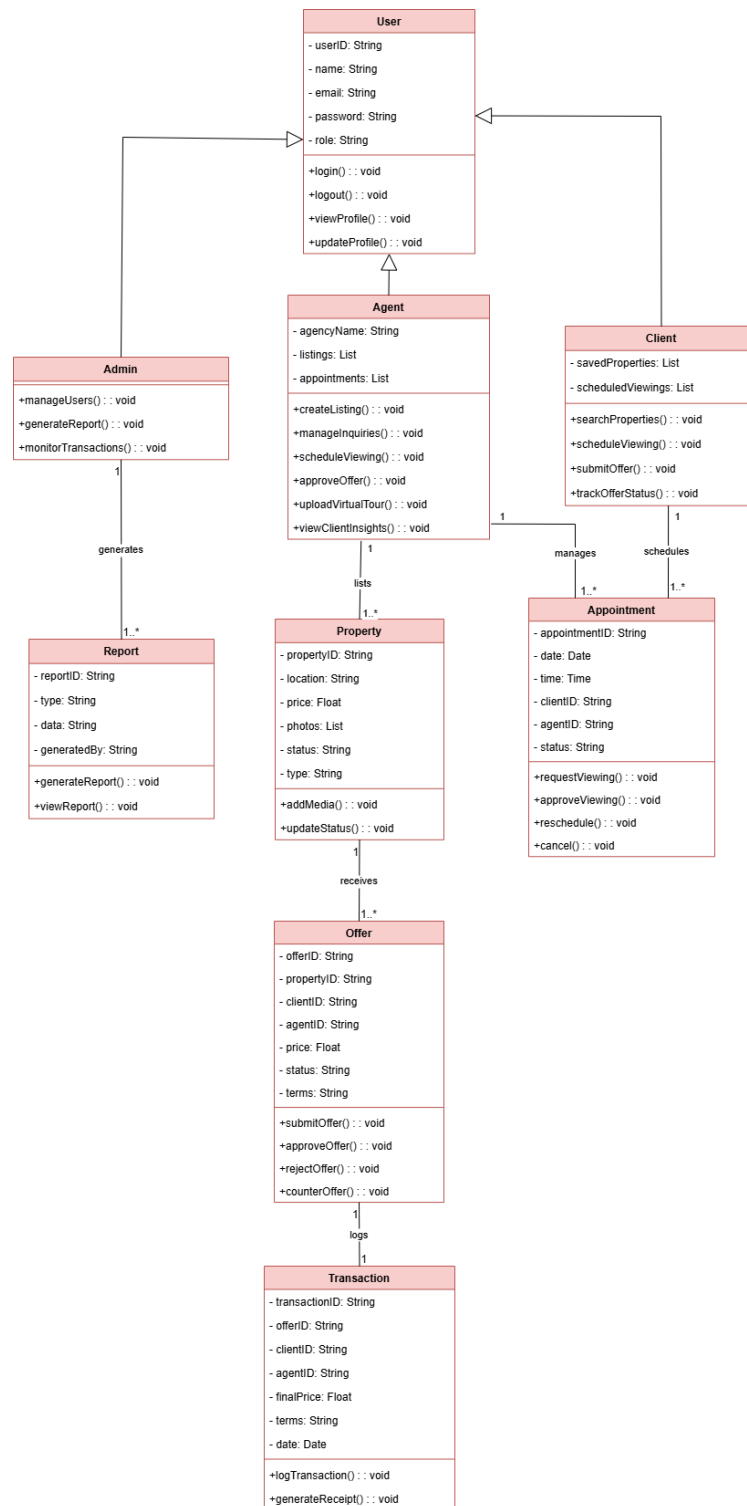 User
- userID: String
- name: String
- email: String
- password: String
- role: String
+login() : : void
+logout() : : void
+viewProfile() : : void
+updateProfile() : : void
Admin
+manageUsers() : : void
+generateReport() : : void
+monitorTransactions() : : void
Agent
- agencyName: String
- listings: List
- appointments: List
+createListing() : : void
+manageInquiries() : : void
+scheduleViewing() : : void
+approveOffer() : : void
+uploadVirtualTour() : : void
+viewClientInsights() : : void
Client
- savedProperties: List
- scheduledViewings: List
+searchProperties() : : void
+scheduleViewing() : : void
+submitOffer() : : void
+trackOfferStatus() : : void
1
generates
1..*
1
lists
1..*
1
manages
1..*
1
schedules
1..*
Report
- reportID: String
- type: String
- data: String
- generatedBy: String
+generateReport() : : void
+viewReport() : : void
Property
- propertyID: String
- location: String
- price: Float
- photos: List
- status: String
- type: String
+addMedia() : : void
+updateStatus() : : void
Appointment
- appointmentID: String
- date: Date
- time: Time
- clientID: String
- agentID: String
- status: String
+requestViewing() : : void
+approveViewing() : : void
+reschedule() : : void
+cancel() : : void
1
receives
1..*
Offer
- offerID: String
- propertyID: String
- clientID: String
- agentID: String
- price: Float
- status: String
- terms: String
+submitOffer() : : void
+approveOffer() : : void
+rejectOffer() : : void
+counterOffer() : : void
1
logs
1
Transaction
- transactionID: String
- offerID: String
- clientID: String
- agentID: String
- finalPrice: Float
- terms: String
- date: Date
+logTransaction() : : void
+generateReceipt() : : void